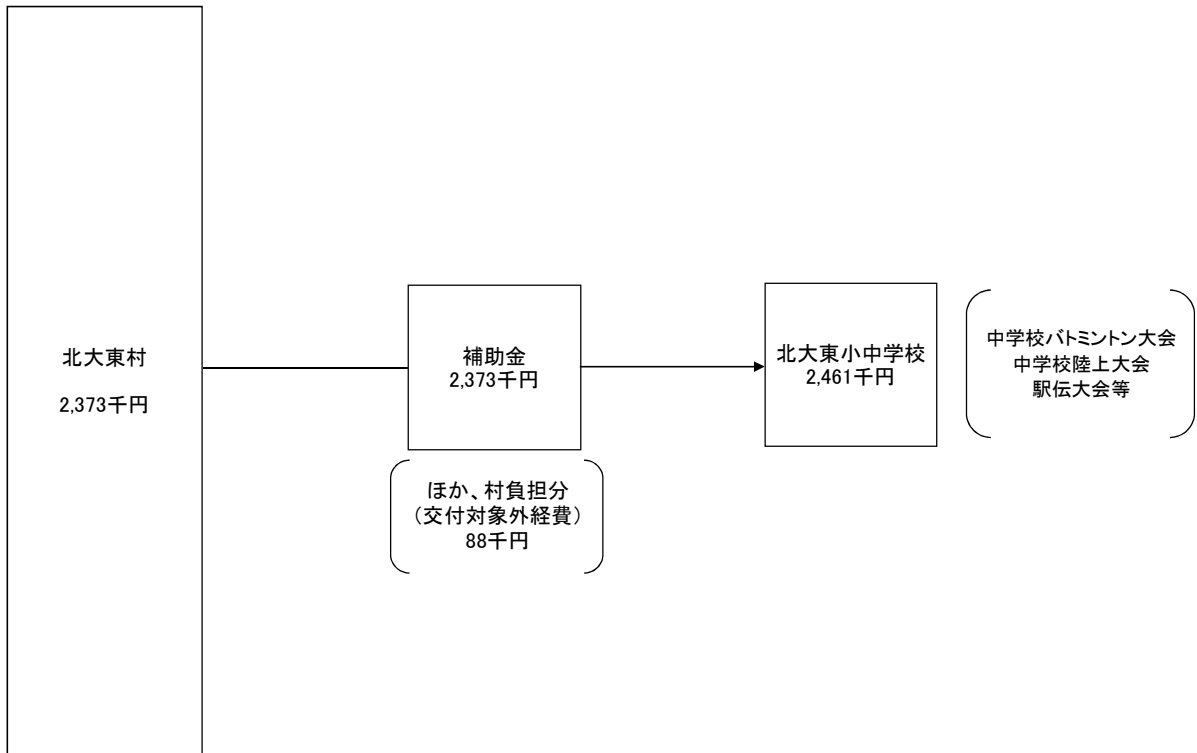 北大東村
2,373千円
補助金
2,373千円
ほか、村負担分
（交付対象外経費）
88千円
北大東小中学校
2,461千円
中学校バトミントン大会
中学校陸上大会
駅伝大会等